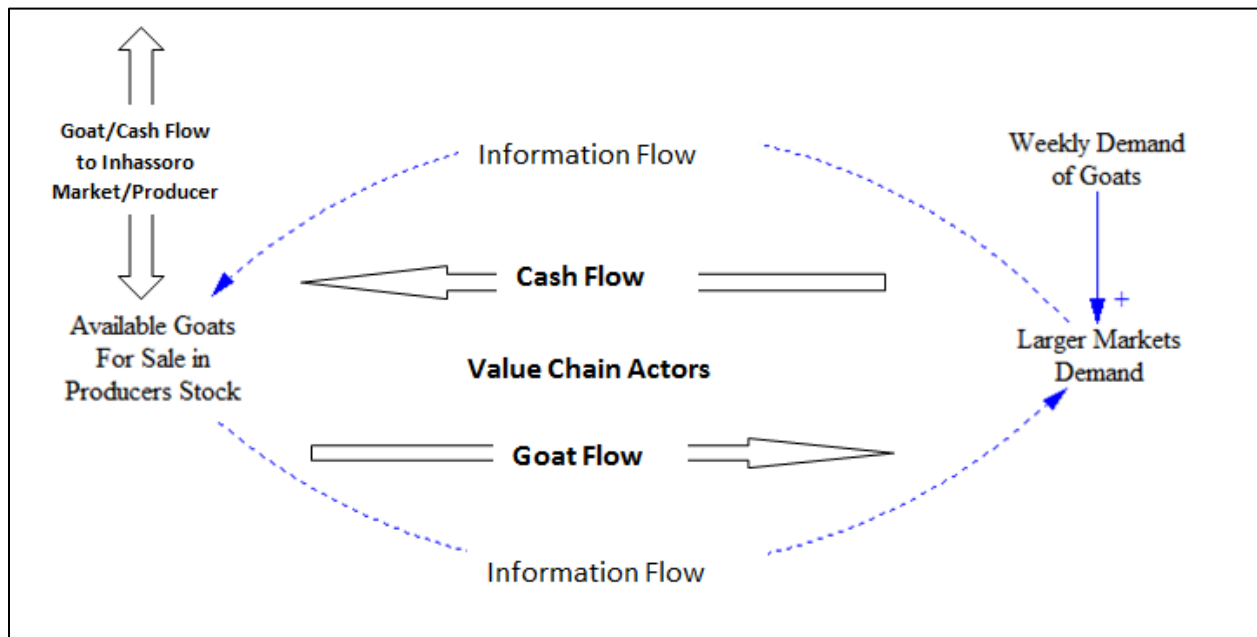 Goat/Cash Flow
to Inhassoro
Market/Producer
Information Flow
Weekly Demand
of Goats
Cash Flow
+
Available Goats
For Sale in
Producers Stock
Value Chain Actors
Larger Markets
Demand
Goat Flow
Information Flow